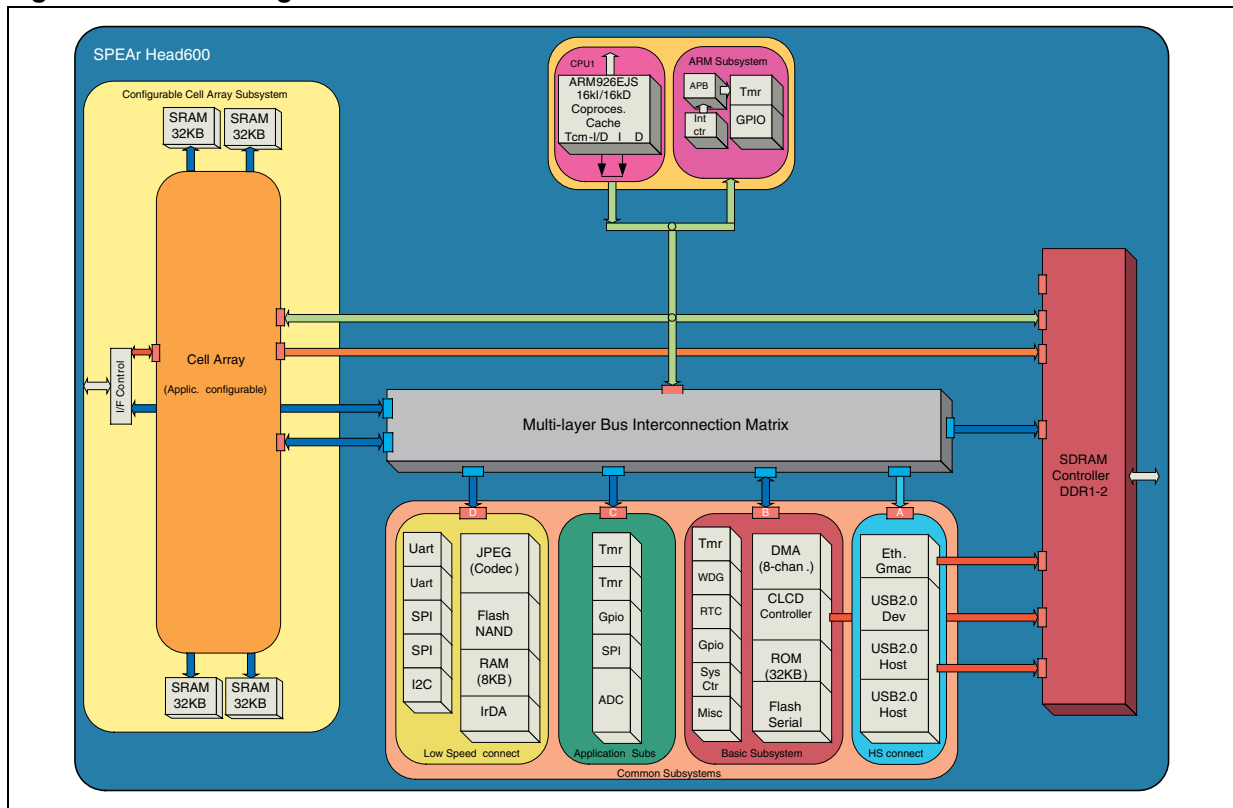 SPEAr Head600
Configurable Cell Array Subsystem
SRAM
32KB
SRAM
32KB
Cell Array
(Applic. configurable)
I/F Control
SRAM
32KB
SRAM
32KB
CPU1
ARM926EJS
16kI/16kD
Coproces.
Cache
Tcm-I/D I D
ARM Subsystem
APB
Int
ctr
Tmr
GPIO
Multi-layer Bus Interconnection Matrix
SDRAM
Controller
DDR1-2
D
Uart
Uart
SPI
SPI
I2C
JPEG
(Codec)
Flash
NAND
RAM
(8KB)
IrDA
Low Speed connect
C
Tmr
Tmr
Gpio
SPI
ADC
Application Subs
B
Tmr
WDG
RTC
Gpio
Sys
Ctr
Misc
DMA
(8-chan.)
CLCD
Controller
ROM
(32KB)
Flash
Serial
Basic Subsystem
A
Eth.
Gmac
USB2.0
Dev
USB2.0
Host
USB2.0
Host
HS connect
Common Subsystems